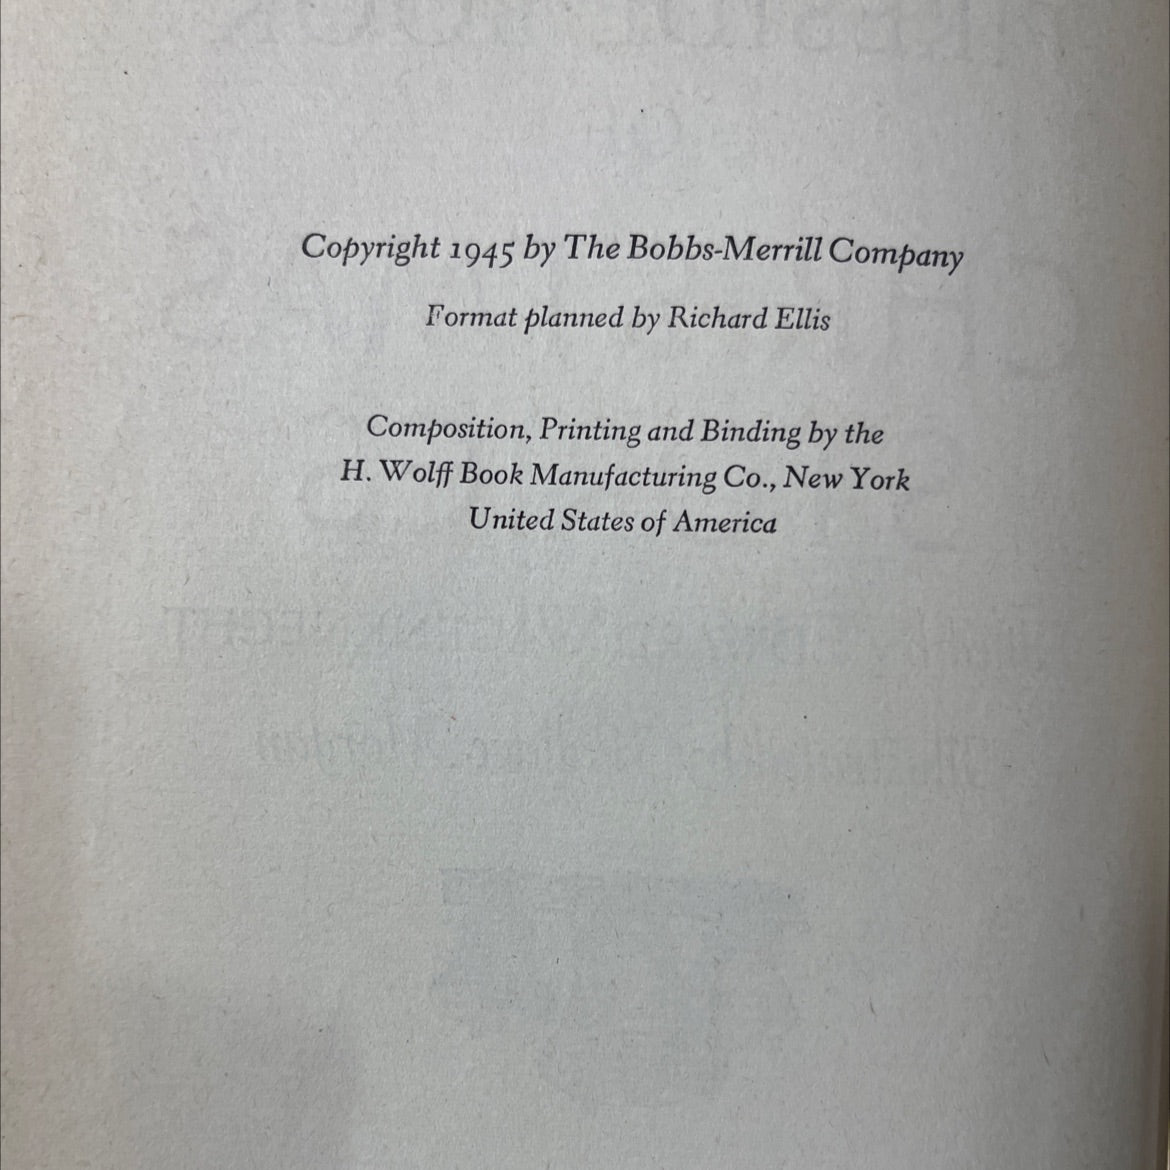 Copyright 1945 by The Bobbs-Merrill Company
Format planned by Richard Ellis
Composition, Printing and Binding by the
H. Wolff Book Manufacturing Co., New York
United States of America